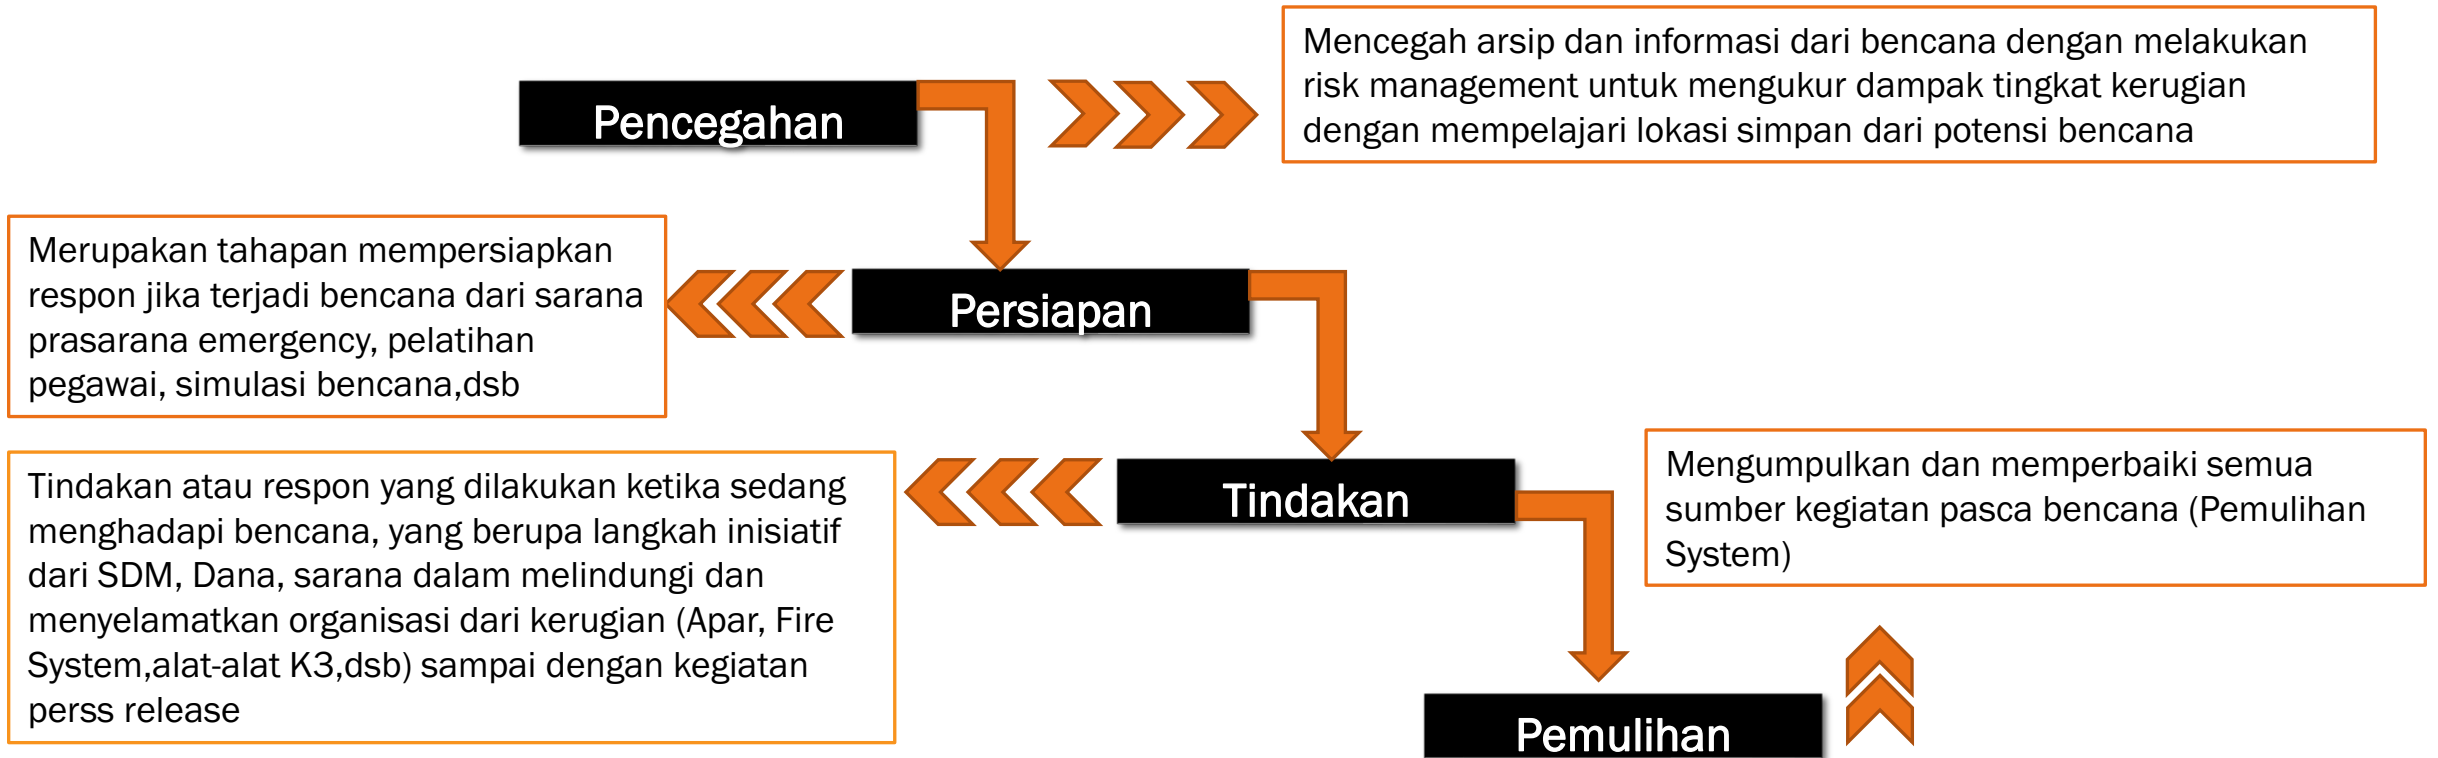 Pencegahan
Mencegah arsip dan informasi dari bencana dengan melakukan
risk management untuk mengukur dampak tingkat kerugian
dengan mempelajari lokasi simpan dari potensi bencana
Persiapan
Merupakan tahapan mempersiapkan
respon jika terjadi bencana dari sarana
prasarana emergency, pelatihan
pegawai, simulasi bencana,dsb
Tindakan
Tindakan atau respon yang dilakukan ketika sedang
menghadapi bencana, yang berupa langkah inisiatif
dari SDM, Dana, sarana dalam melindungi dan
menyelamatkan organisasi dari kerugian (Apar, Fire
System,alat-alat K3,dsb) sampai dengan kegiatan
perss release
Mengumpulkan dan memperbaiki semua
sumber kegiatan pasca bencana (Pemulihan
System)
Pemulihan